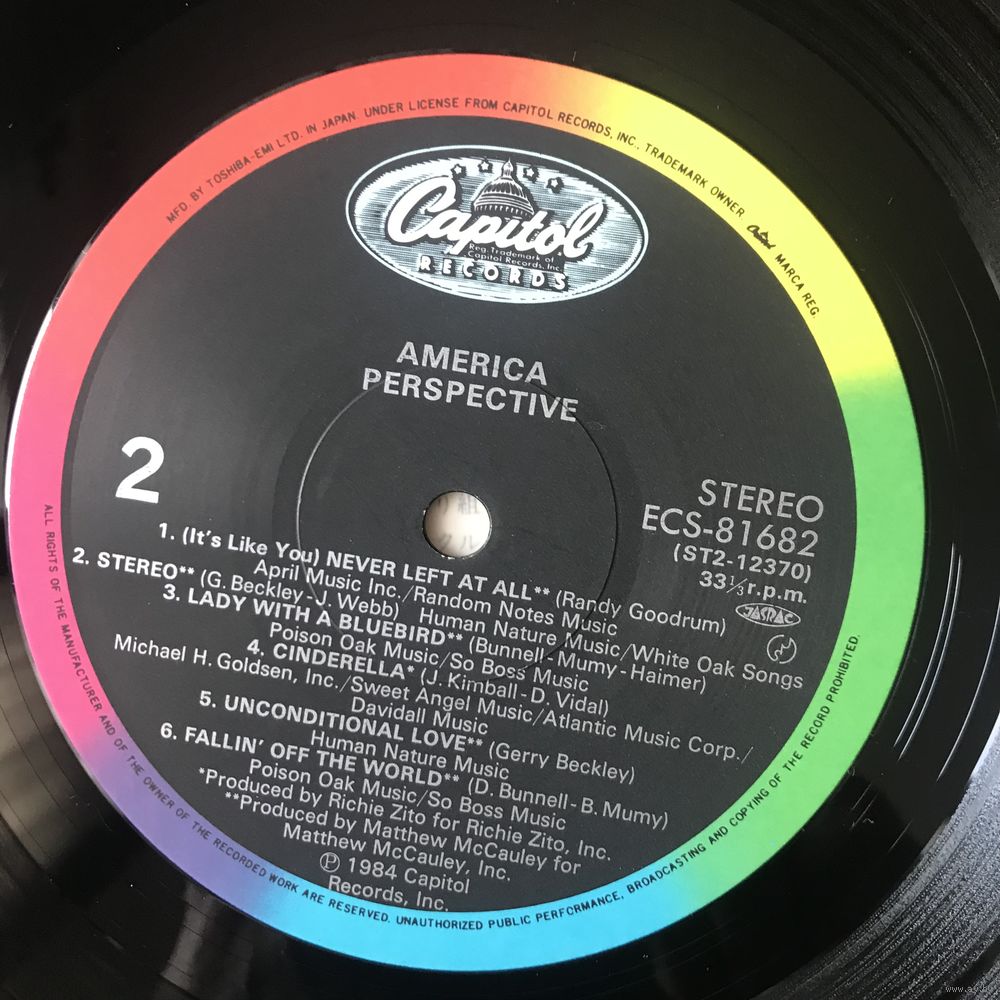 MFD. BY TOSHIBA-EMI LTD. IN JAPAN. UNDER LICENSE FROM CAPITOL RECORDS, INC., TRADEMARK OWNER. Capitol MARCA REG.
Capitol
Reg. Trademark of
Capitol Records, Inc.
RECORDS
AMERICA
PERSPECTIVE
2
STEREO
ECS-81682
(ST2-12370)
33⅓ r.p.m.
JASRAC
1. (It's Like You) NEVER LEFT AT ALL** (Randy Goodrum)
April Music Inc./Random Notes Music
2. STEREO** (G. Beckley-J. Webb) Human Nature Music/White Oak Songs
3. LADY WITH A BLUEBIRD** (Bunnell-Mumy-Haimer)
Poison Oak Music/So Boss Music
4. CINDERELLA* (J. Kimball-D. Vidal)
Michael H. Goldsen, Inc./Sweet Angel Music/Atlantic Music Corp./
Davidall Music
5. UNCONDITIONAL LOVE** (Gerry Beckley)
Human Nature Music
6. FALLIN' OFF THE WORLD** (D. Bunnell-B. Mumy)
Poison Oak Music/So Boss Music
*Produced by Richie Zito for Richie Zito, Inc.
**Produced by Matthew McCauley for
Matthew McCauley, Inc.
℗ 1984 Capitol
Records, Inc.
ALL RIGHTS OF THE MANUFACTURER AND OF THE OWNER OF THE RECORDED WORK ARE RESERVED. UNAUTHORIZED PUBLIC PERFORMANCE, BROADCASTING AND COPYING OF THE RECORD PROHIBITED.
www.ay.by